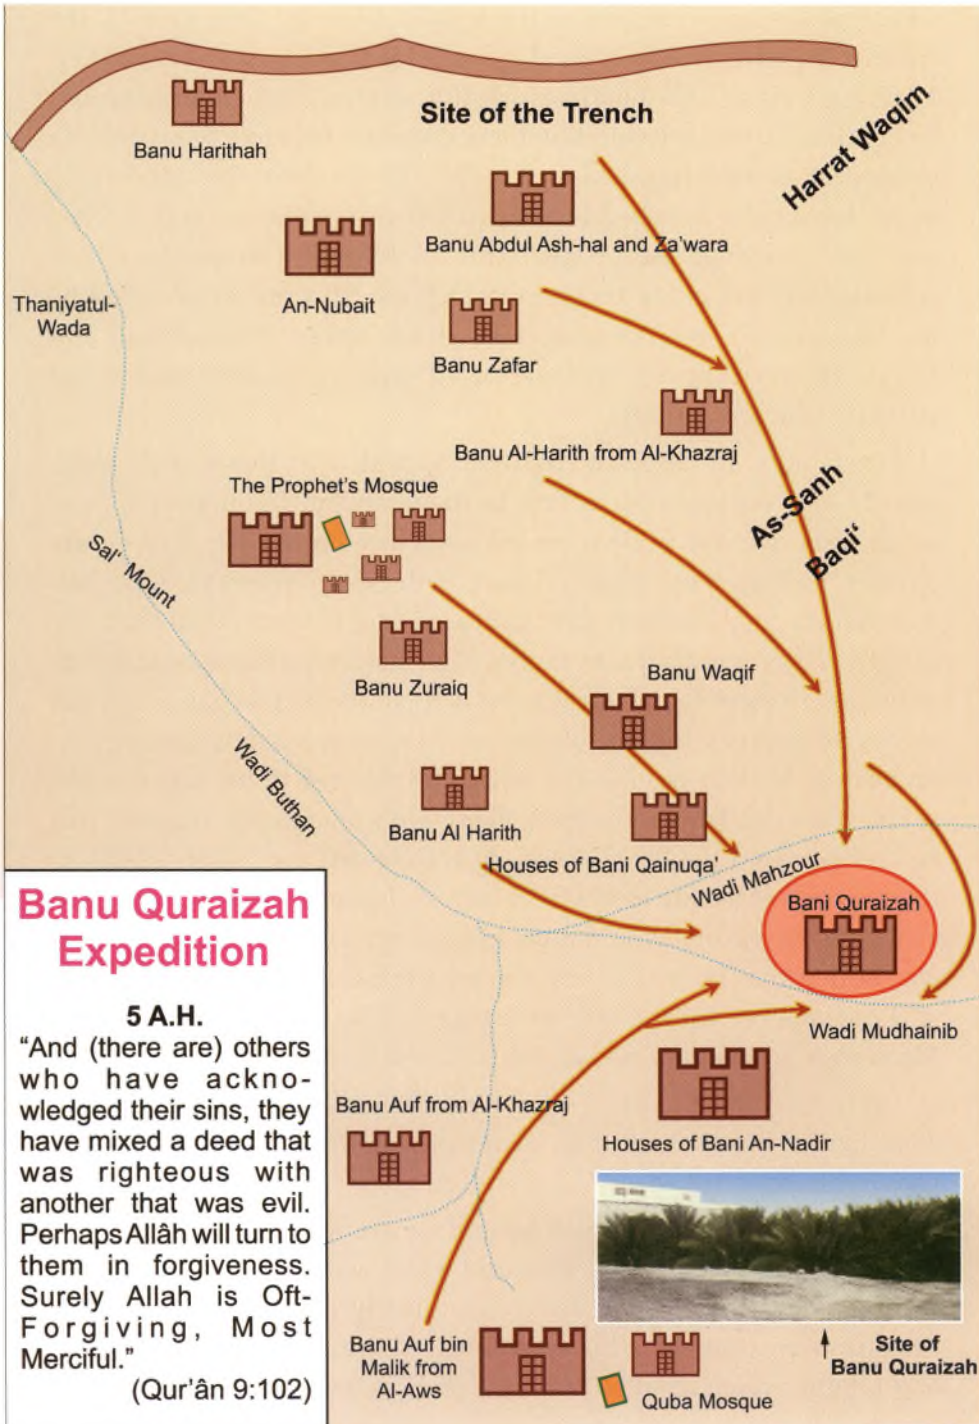 Site of the Trench
Harrat Waqim
Banu Harithah
Banu Abdul Ash-hal and Za'wara
An-Nubait
Thaniyatul-
Wada
Banu Zafar
Banu Al-Harith from Al-Khazraj
The Prophet's Mosque
As-Sanh
Baqi‘
Sal‘ Mount
Banu Zuraiq
Banu Waqif
Wadi Buthan
Banu Al Harith
Houses of Bani Qainuqa’
Wadi Mahzour
Bani Quraizah
Wadi Mudhainib
Banu Auf from Al-Khazraj
Houses of Bani An-Nadir
Banu Auf bin
Malik from
Al-Aws
Quba Mosque
Site of
Banu Quraizah
Banu Quraizah
Expedition
5 A.H.
“And (there are) others
who have ackno-
wledged their sins, they
have mixed a deed that
was righteous with
another that was evil.
Perhaps Allâh will turn to
them in forgiveness.
Surely Allah is Oft-
Forgiving, Most
Merciful.”
(Qur’ân 9:102)